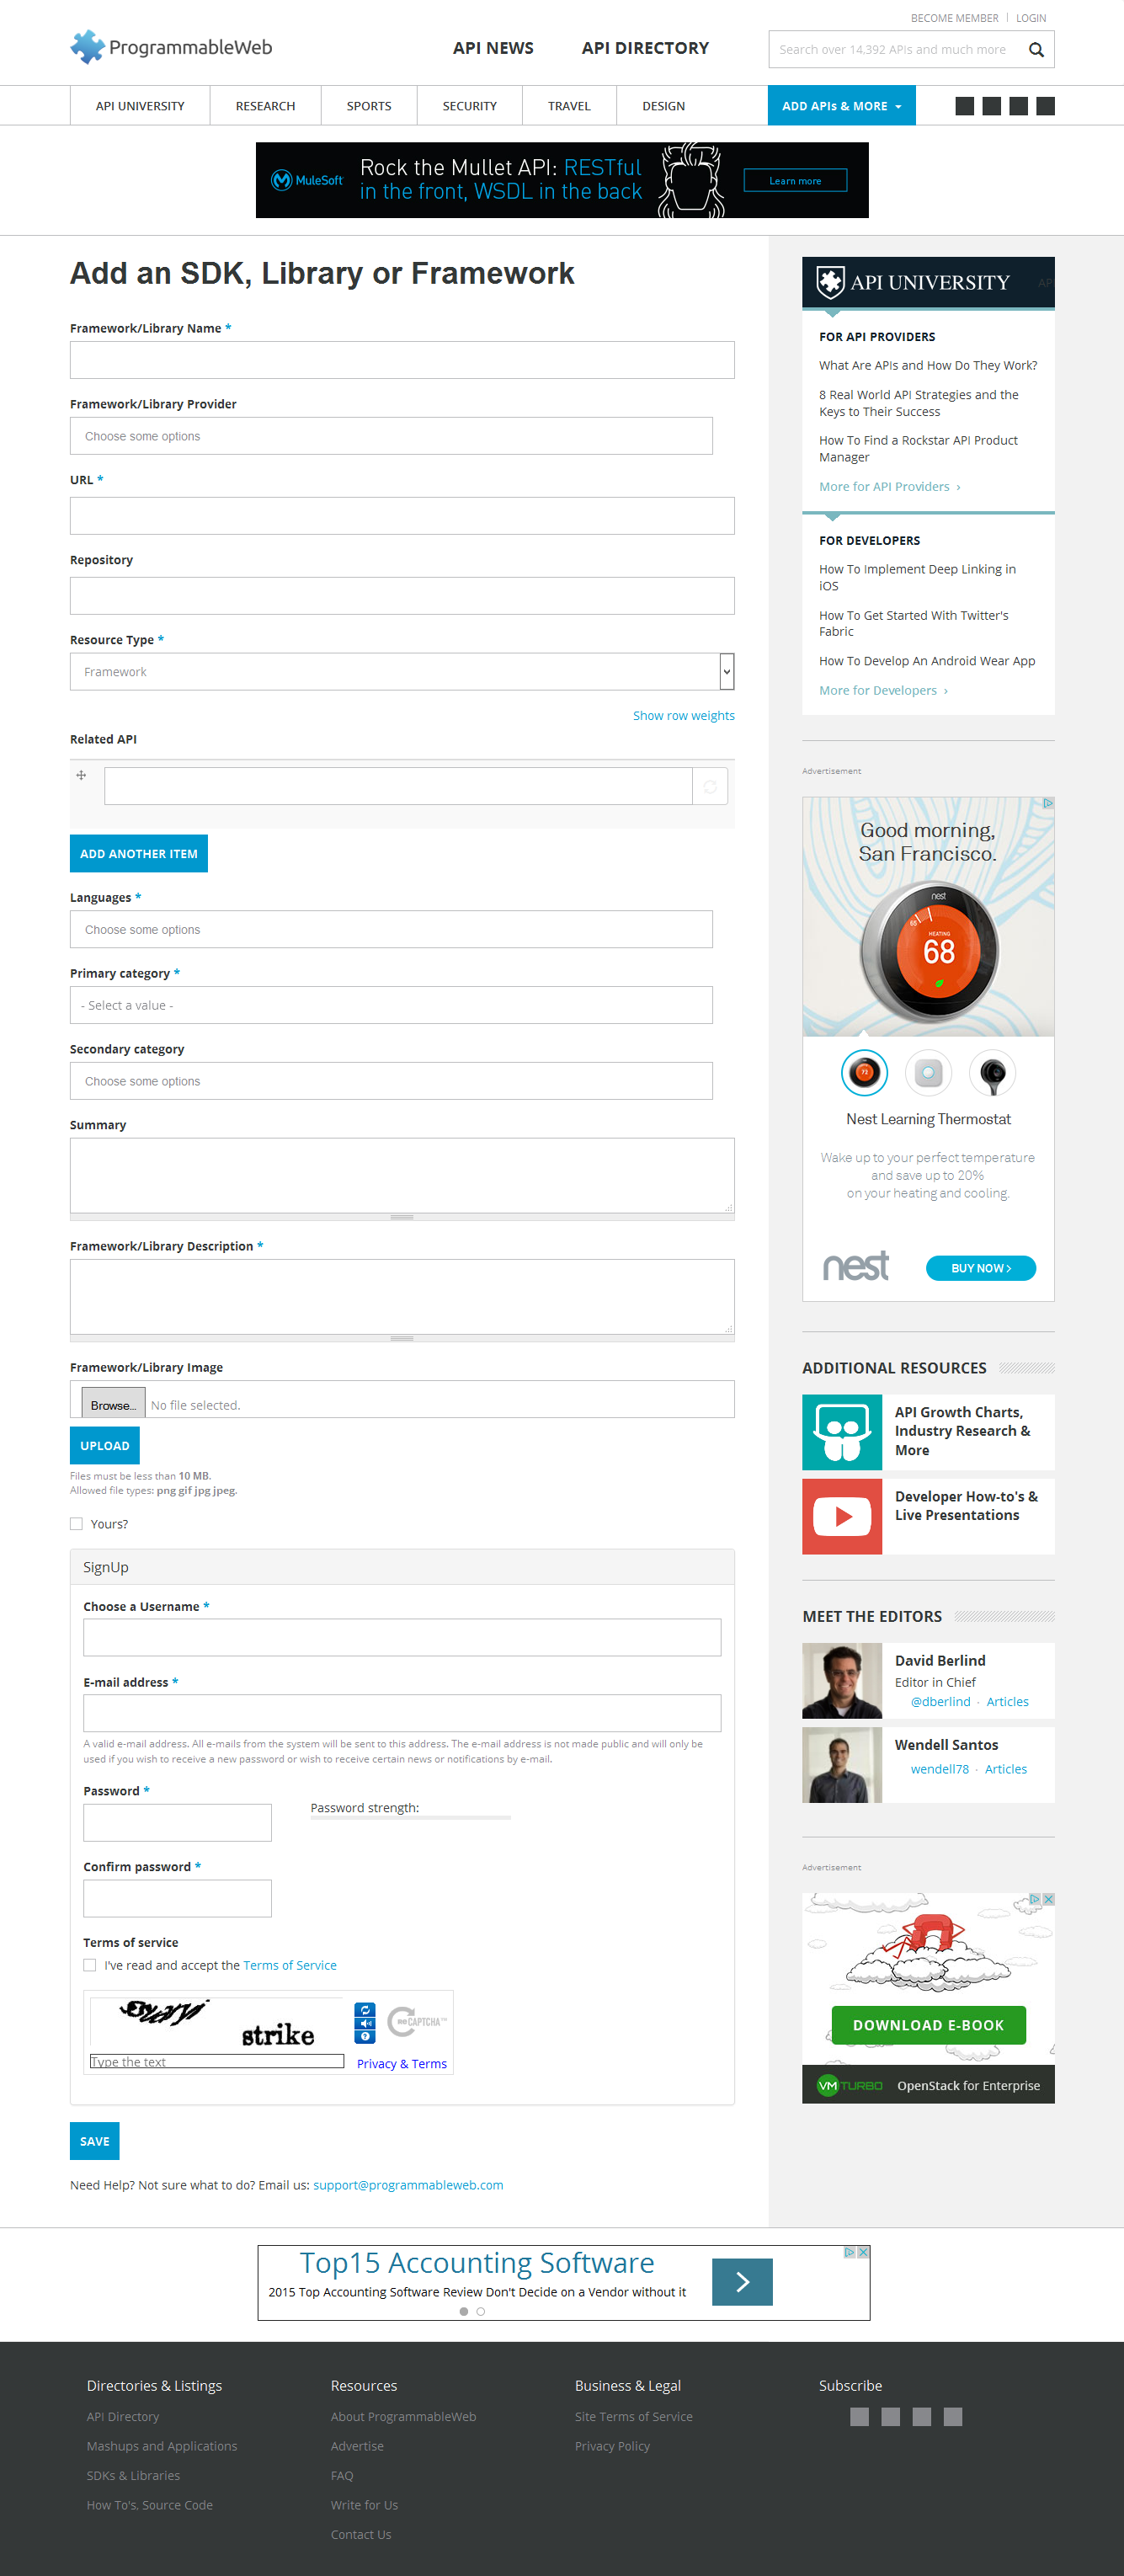 BECOME MEMBER | LOGIN
ProgrammableWeb
API NEWS
API DIRECTORY
Search over 14,392 APIs and much more
API UNIVERSITY
RESEARCH
SPORTS
SECURITY
TRAVEL
DESIGN
ADD APIs & MORE
MuleSoft
Rock the Mullet API: RESTful
in the front, WSDL in the back
Learn more
Add an SDK, Library or Framework
Framework/Library Name *
Framework/Library Provider
Choose some options
URL *
Repository
Resource Type *
Framework
Show row weights
Related API
ADD ANOTHER ITEM
Languages *
Choose some options
Primary category *
- Select a value -
Secondary category
Choose some options
Summary
Framework/Library Description *
Framework/Library Image
Browse... No file selected.
UPLOAD
Files must be less than 10 MB.
Allowed file types: png gif jpg jpeg.
Yours?
SignUp
Choose a Username *
E-mail address *
A valid e-mail address. All e-mails from the system will be sent to this address. The e-mail address is not made public and will only be
used if you wish to receive a new password or wish to receive certain news or notifications by e-mail.
Password *
Password strength:
Confirm password *
Terms of service
I've read and accept the Terms of Service
strike
reCAPTCHA™
Type the text
Privacy & Terms
SAVE
Need Help? Not sure what to do? Email us: support@programmableweb.com
API UNIVERSITY
AP
FOR API PROVIDERS
What Are APIs and How Do They Work?
8 Real World API Strategies and the
Keys to Their Success
How To Find a Rockstar API Product
Manager
More for API Providers ›
FOR DEVELOPERS
How To Implement Deep Linking in
iOS
How To Get Started With Twitter's
Fabric
How To Develop An Android Wear App
More for Developers ›
Advertisement
Good morning,
San Francisco.
nest
69
HEATING
68
73
Nest Learning Thermostat
Wake up to your perfect temperature
and save up to 20%
on your heating and cooling.
nest
BUY NOW >
ADDITIONAL RESOURCES
API Growth Charts,
Industry Research &
More
Developer How-to's &
Live Presentations
MEET THE EDITORS
David Berlind
Editor in Chief
@dberlind · Articles
Wendell Santos
wendell78 · Articles
Advertisement
DOWNLOAD E-BOOK
VMTURBO
OpenStack for Enterprise
Top15 Accounting Software
2015 Top Accounting Software Review Don't Decide on a Vendor without it
Directories & Listings
API Directory
Mashups and Applications
SDKs & Libraries
How To's, Source Code
Resources
About ProgrammableWeb
Advertise
FAQ
Write for Us
Contact Us
Business & Legal
Site Terms of Service
Privacy Policy
Subscribe